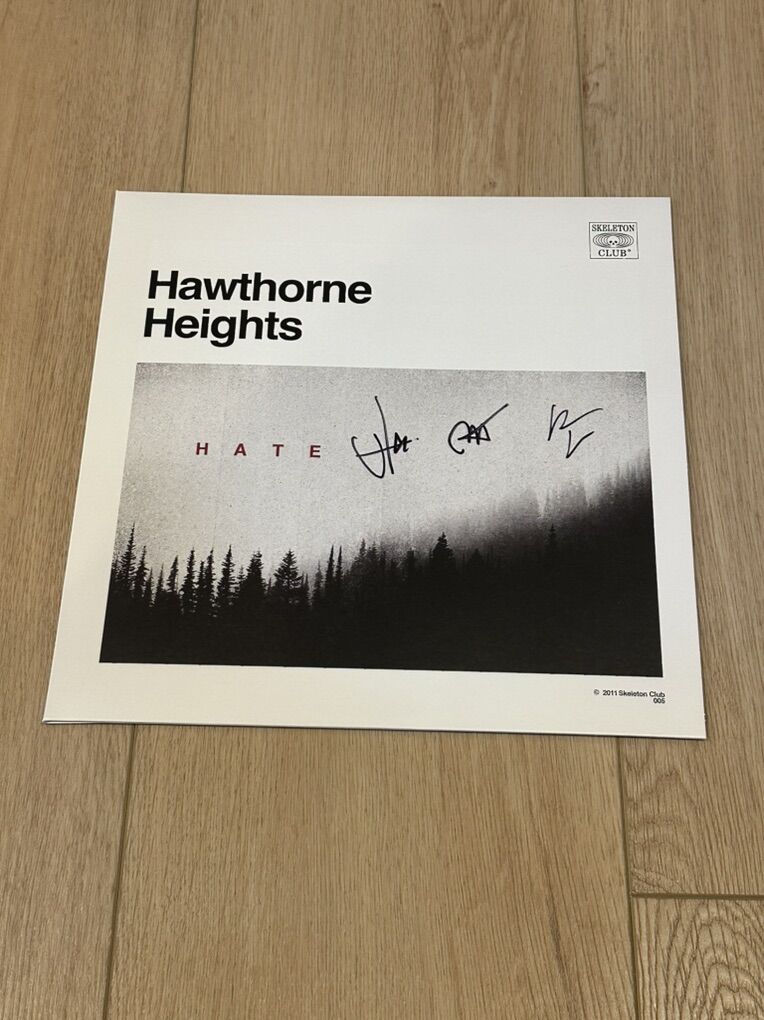 SKELETON
CLUB®
Hawthorne
Heights
HATE
© 2011 Skeleton Club
005